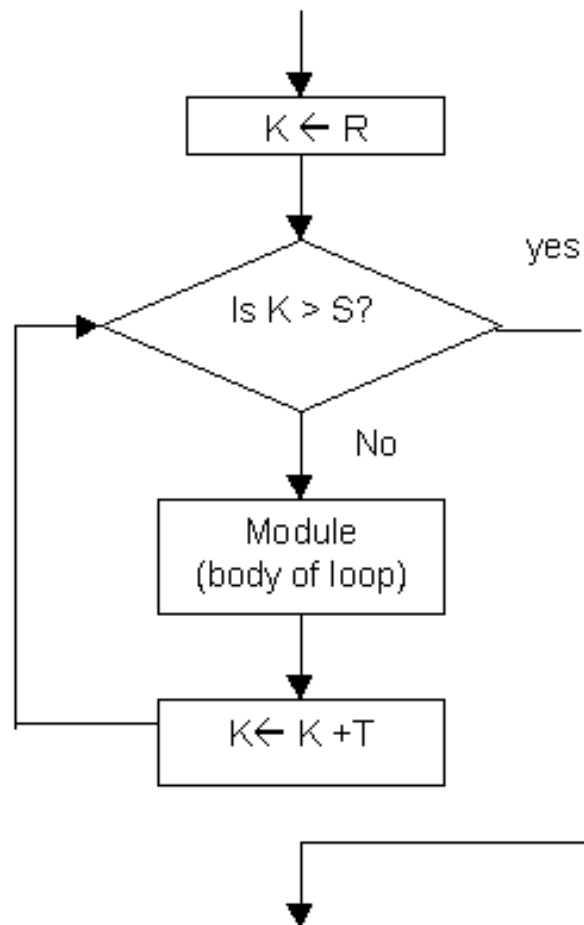 K ← R
yes
Is K > S?
No
Module
(body of loop)
K← K +T